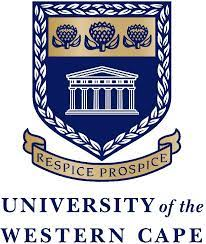 RESPICE PROSPICE
UNIVERSITY of the
WESTERN CAPE